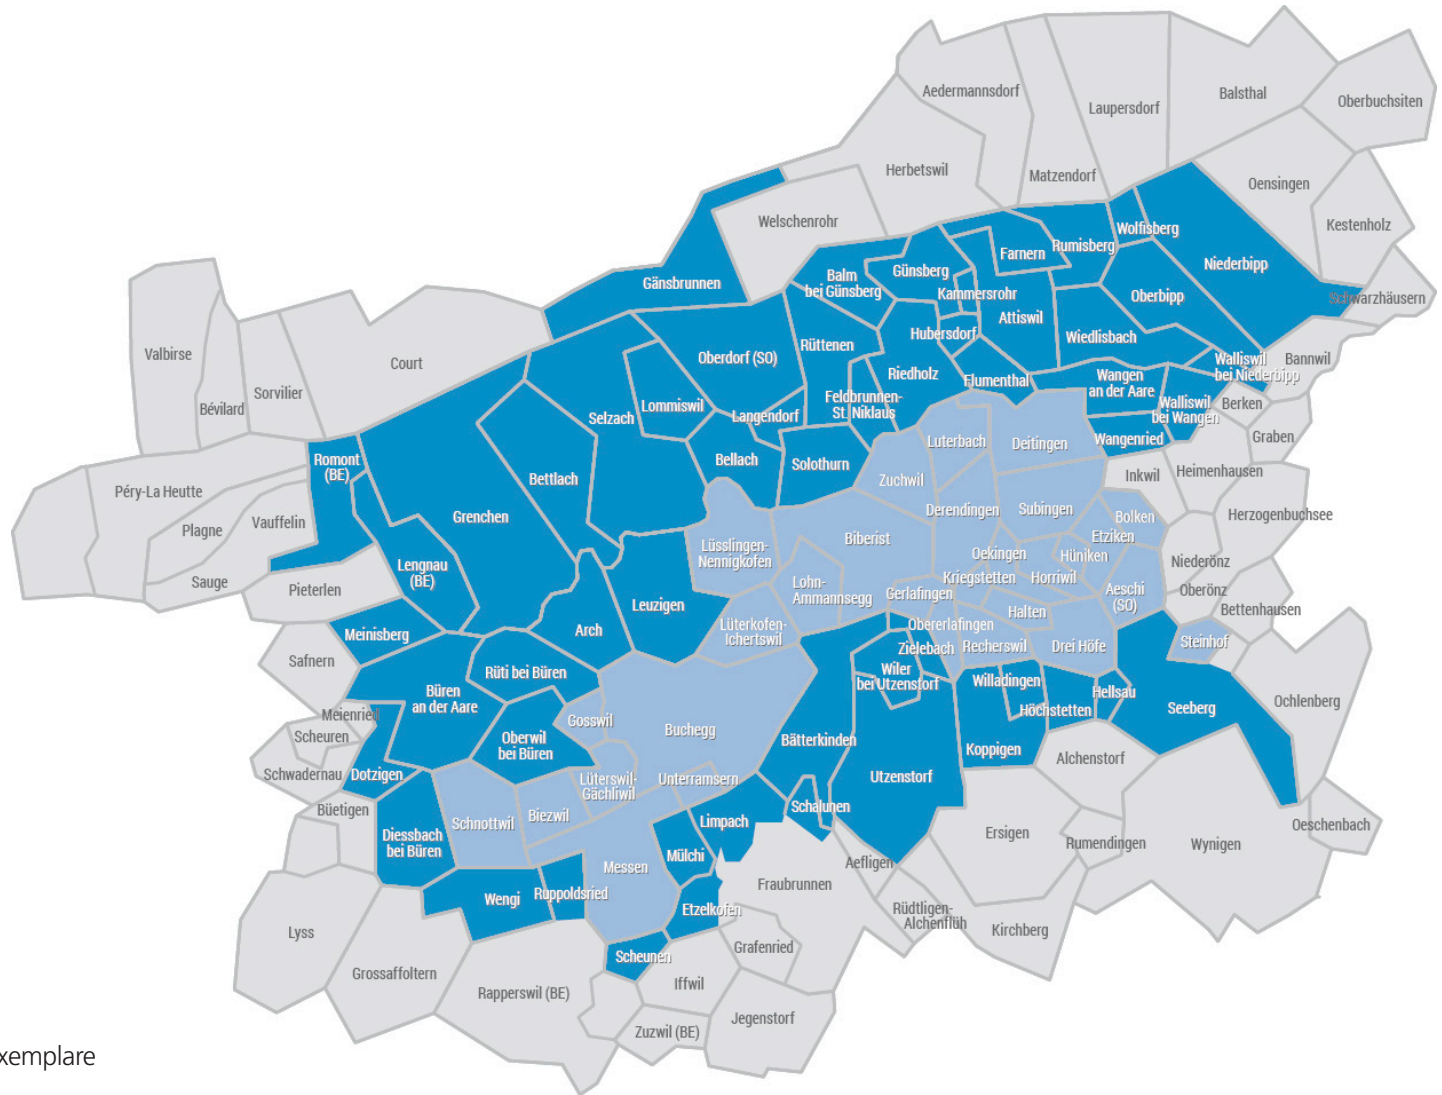 Balsthal
Oberbuchsiten
Aedermannsdorf
Laupersdorf
Herbetswil
Matzendorf
Oensingen
Welschenrohr
Kestenholz
Wolfisberg
Rumisberg
Farnern
Niederbipp
Günsberg
Balm
bei Günsberg
Gänsbrunnen
Kammersrohr
Oberbipp
Schwarzhäusern
Attiswil
Hubersdorf
Wiedlisbach
Rüttenen
Valbirse
Court
Oberdorf (SO)
Walliswil
bei Niederbipp
Bannwil
Riedholz
Flumenthal
Wangen
an der Aare
Sorvilier
Bévilard
Lommiswil
Selzach
Langendorf
Feldbrunnen-
St. Niklaus
Walliswil
bei Wangen
Berken
Luterbach
Deitingen
Wangenried
Graben
Romont
(BE)
Bellach
Solothurn
Bettlach
Zuchwil
Inkwil
Heimenhausen
Péry-La Heutte
Plagne
Vauffelin
Grenchen
Derendingen
Subingen
Bolken
Etziken
Herzogenbuchsee
Biberist
Lüsslingen-
Nennigkofen
Oekingen
Hüniken
Niederönz
Sauge
Lengnau
(BE)
Pieterlen
Lohn-
Ammannsegg
Kriegstetten
Horriwil
Gerlafingen
Aeschi
(SO)
Oberönz
Leuzigen
Halten
Bettenhausen
Meinisberg
Arch
Lüterkofen-
Ichertswil
Obererlafingen
Zielebach
Recherswil
Drei Höfe
Steinhof
Safnern
Rüti bei Büren
Wiler
bei Utzenstorf
Willadingen
Büren
an der Aare
Hellsau
Höchstetten
Seeberg
Ochlenberg
Meienried
Gosswil
Scheuren
Buchegg
Oberwil
bei Büren
Bätterkinden
Koppigen
Alchenstorf
Schwadernau
Dotzigen
Lüterswil-
Gächliwil
Unterramsern
Utzenstorf
Büetigen
Schnottwil
Biezwil
Schalunen
Limpach
Diessbach
bei Büren
Ersigen
Rumendingen
Wynigen
Oeschenbach
Mülchi
Messen
Aefligen
Fraubrunnen
Wengi
Ruppoldsried
Etzelkofen
Rüdtligen-
Alchenflüh
Kirchberg
Lyss
Grafenried
Scheunen
Grossaffoltern
Iffwil
Rapperswil (BE)
Jegenstorf
Zuzwil (BE)
xemplare